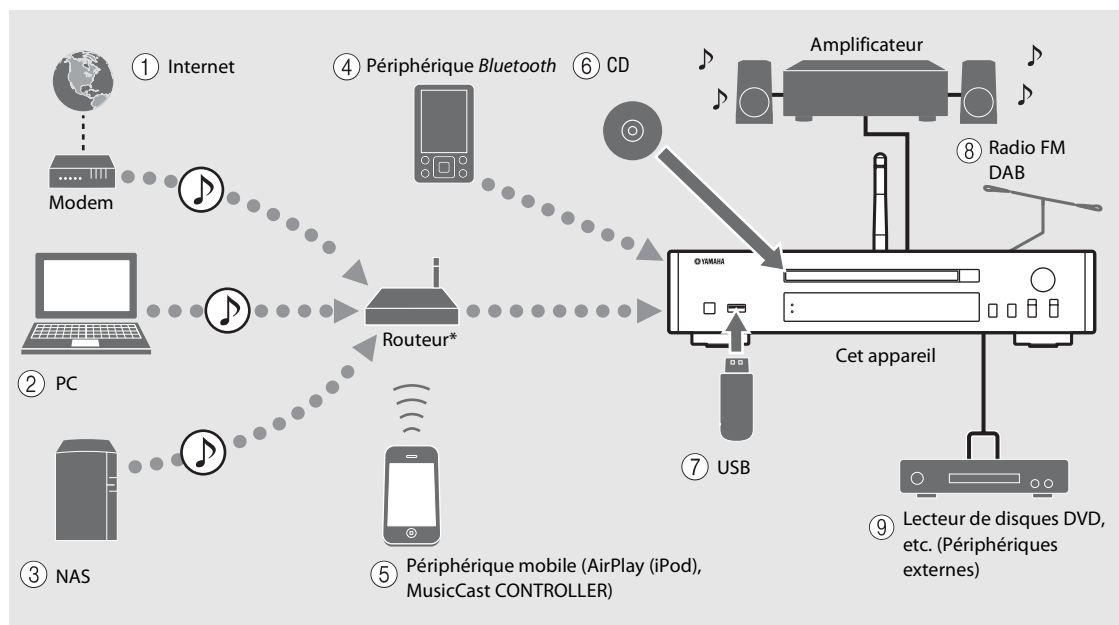 ① Internet
④ Périphérique Bluetooth
⑥ CD
Amplificateur
⑧ Radio FM
DAB
Modem
YAMAHA
Routeur*
Cet appareil
② PC
⑦ USB
③ NAS
⑤ Périphérique mobile (AirPlay (iPod),
MusicCast CONTROLLER)
⑨ Lecteur de disques DVD,
etc. (Périphériques
externes)